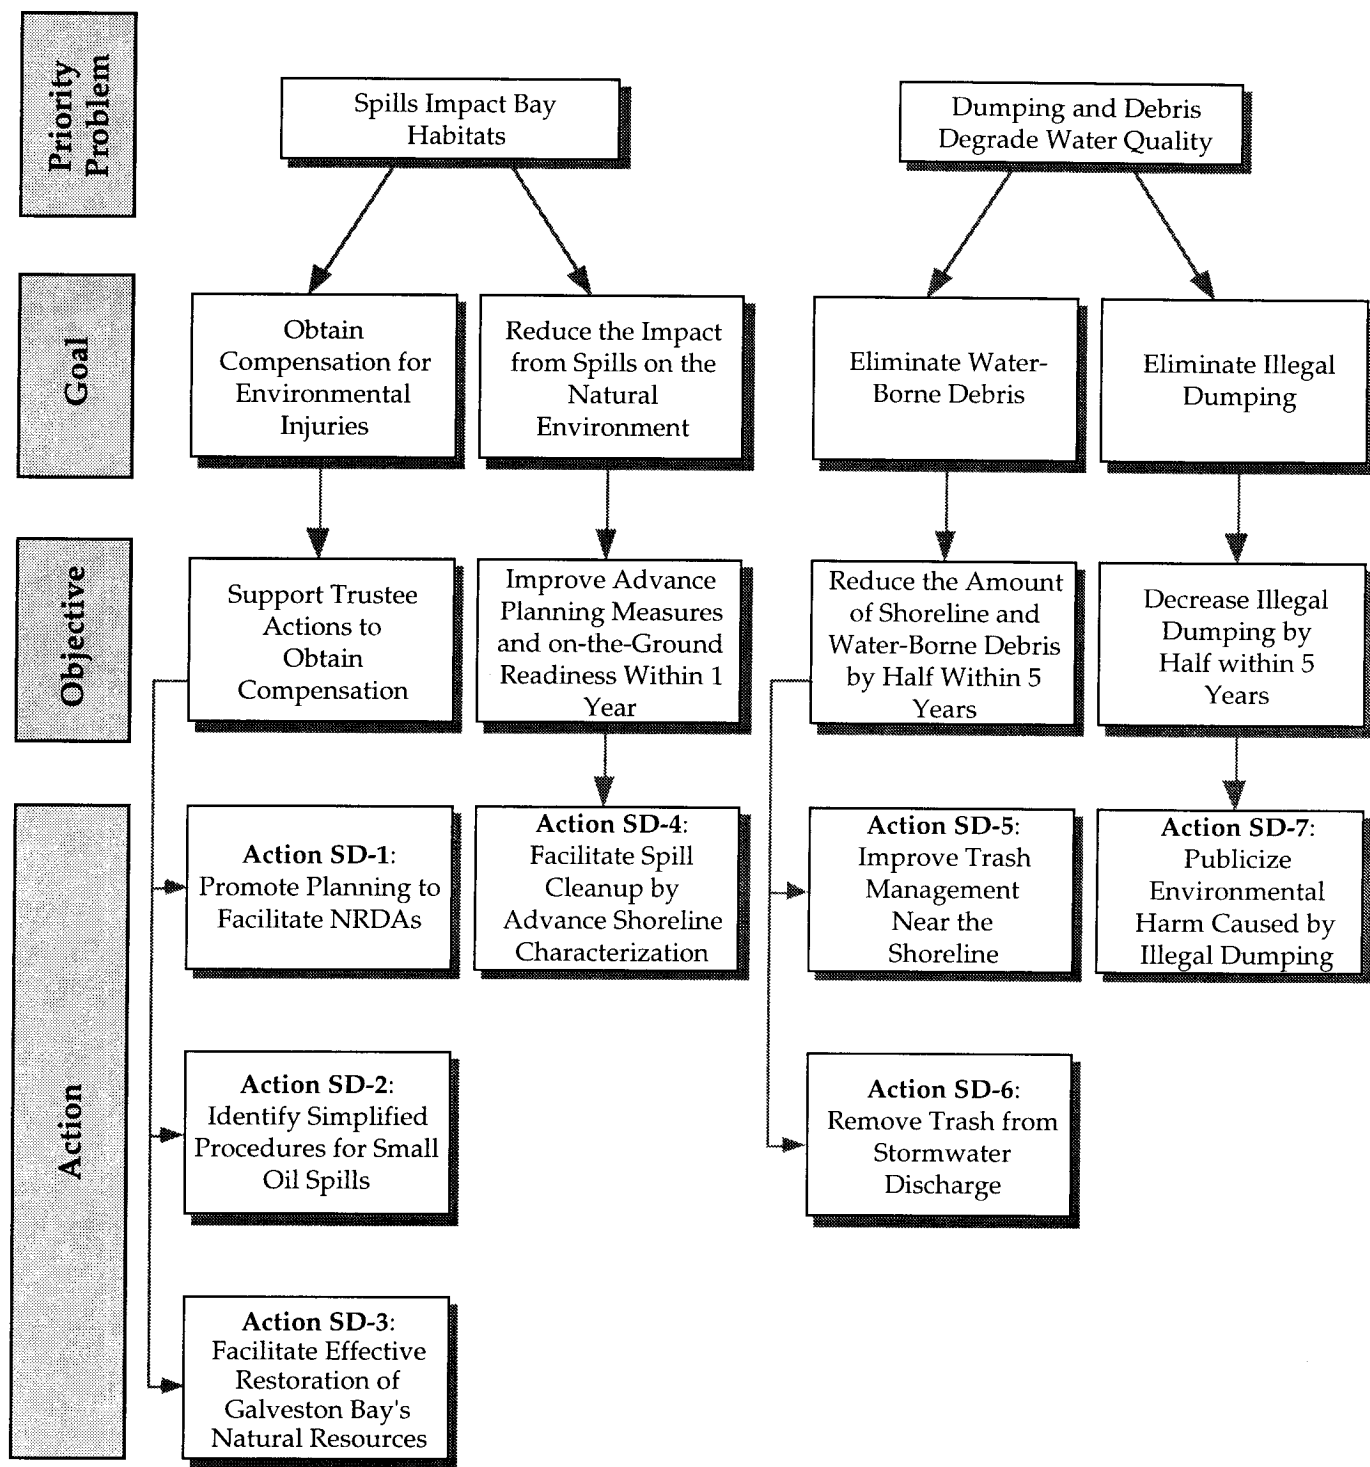 Priority
Problem
Spills Impact Bay
Habitats
Dumping and Debris
Degrade Water Quality
Goal
Obtain
Compensation for
Environmental
Injuries
Reduce the Impact
from Spills on the
Natural
Environment
Eliminate Water-
Borne Debris
Eliminate Illegal
Dumping
Objective
Support Trustee
Actions to
Obtain
Compensation
Improve Advance
Planning Measures
and on-the-Ground
Readiness Within 1
Year
Reduce the Amount
of Shoreline and
Water-Borne Debris
by Half Within 5
Years
Decrease Illegal
Dumping by
Half within 5
Years
Action
Action SD-1:
Promote Planning to
Facilitate NRDAs
Action SD-4:
Facilitate Spill
Cleanup by
Advance Shoreline
Characterization
Action SD-5:
Improve Trash
Management
Near the
Shoreline
Action SD-7:
Publicize
Environmental
Harm Caused by
Illegal Dumping
Action SD-2:
Identify Simplified
Procedures for Small
Oil Spills
Action SD-6:
Remove Trash from
Stormwater
Discharge
Action SD-3:
Facilitate Effective
Restoration of
Galveston Bay's
Natural Resources